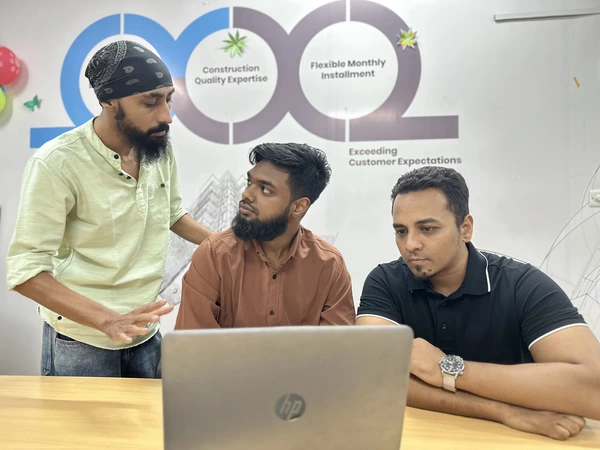 Construction
Quality Expertise
Flexible Monthly
Installment
Exceeding
Customer Expectations
hp